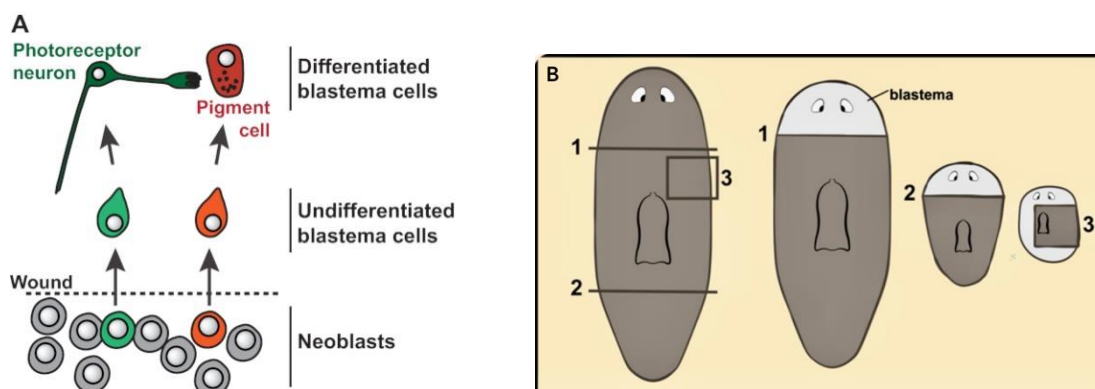 A
Photoreceptor
neuron
Pigment
cell
Differentiated
blastema cells
Undifferentiated
blastema cells
Wound
Neoblasts
B
blastema
1
3
2
1
2
3